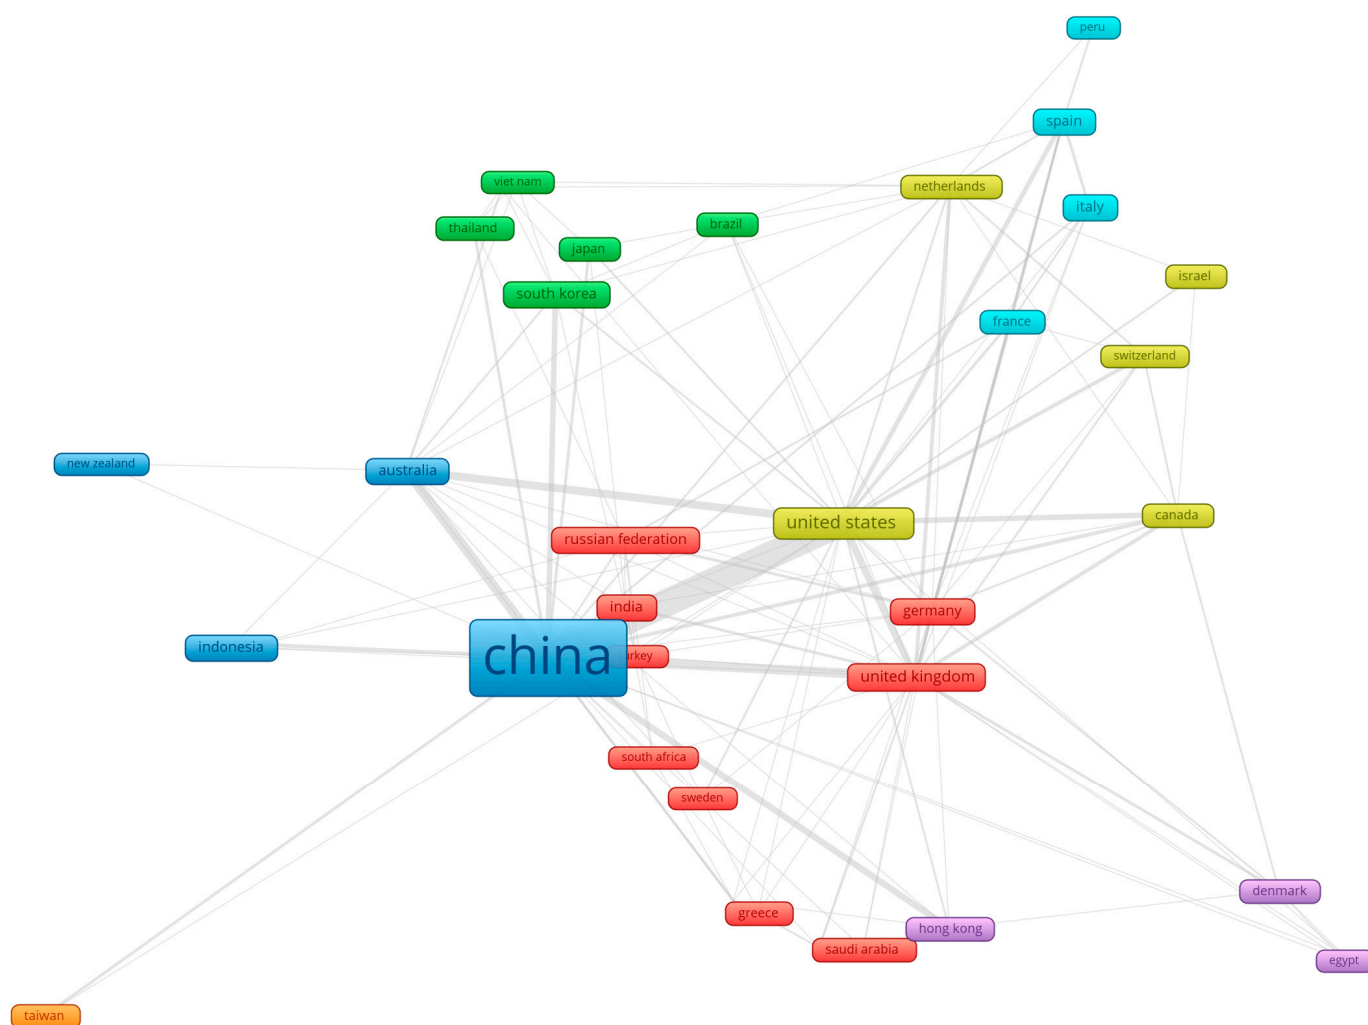 peru
spain
viet nam
netherlands
italy
thailand
brazil
japan
israel
south korea
france
switzerland
new zealand
australia
canada
united states
russian federation
india
germany
indonesia
china
united kingdom
south africa
sweden
denmark
greece
hong kong
saudi arabia
egypt
taiwan